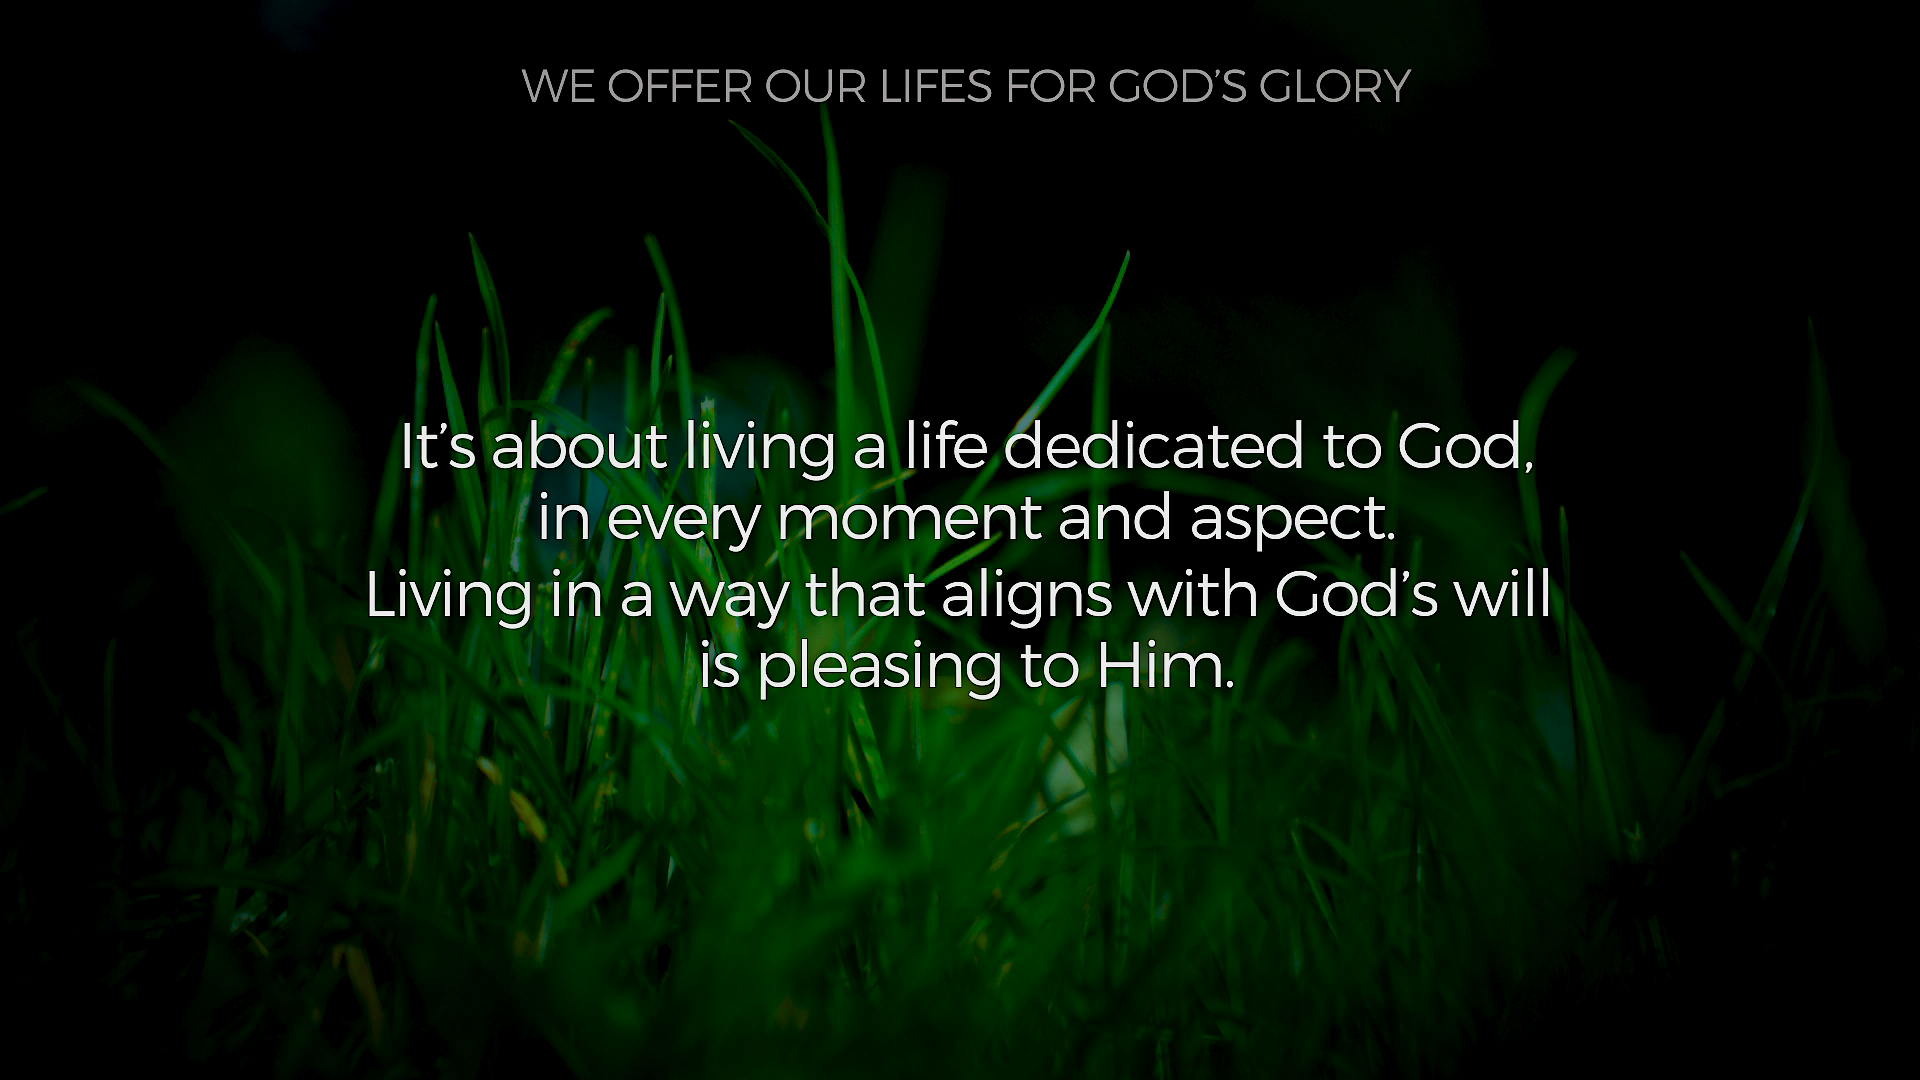 WE OFFER OUR LIFES FOR GOD’S GLORY
It’s about living a life dedicated to God,
in every moment and aspect.
Living in a way that aligns with God’s will
is pleasing to Him.